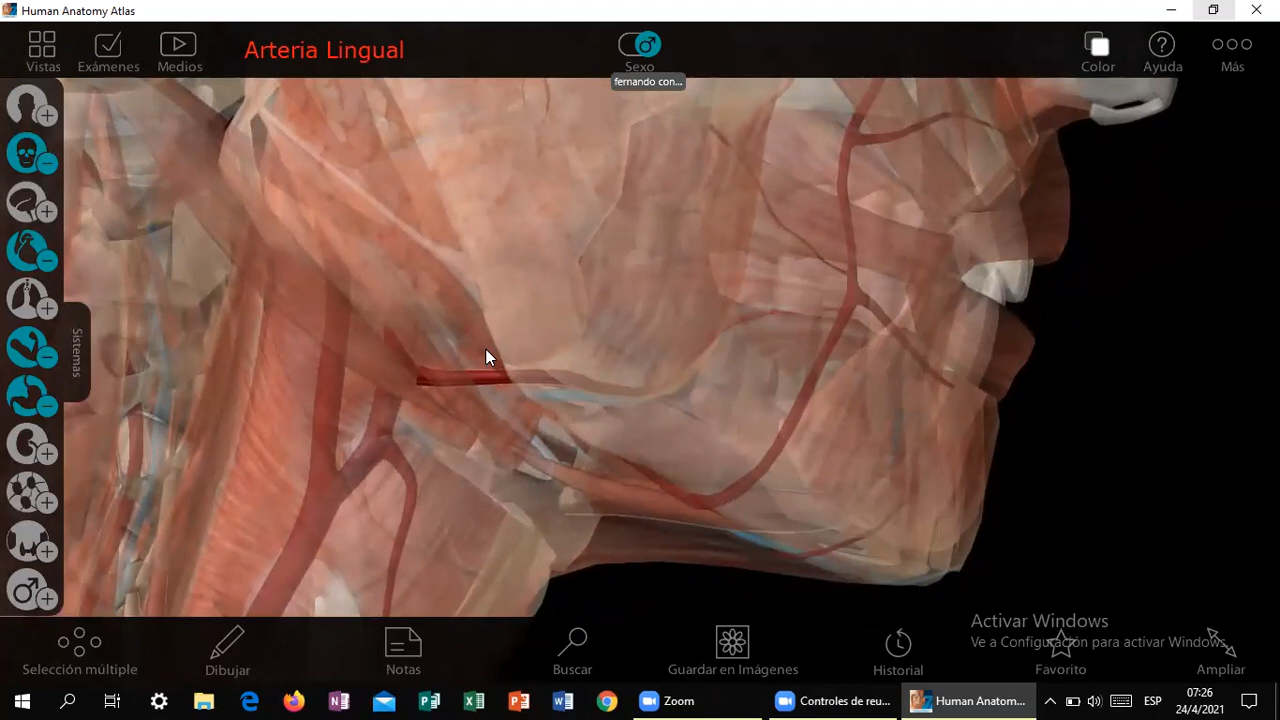 Human Anatomy Atlas
Vistas
Exámenes
Medios
Arteria Lingual
Sexo
fernando con...
Color
Ayuda
Más
Sistemas
Activar Windows
Ve a Configuración para activar Windows.
Selección múltiple
Dibujar
Notas
Buscar
Guardar en Imágenes
Historial
Favorito
Ampliar
Zoom
Controles de reu...
Human Anatom...
ESP
07:26
24/4/2021